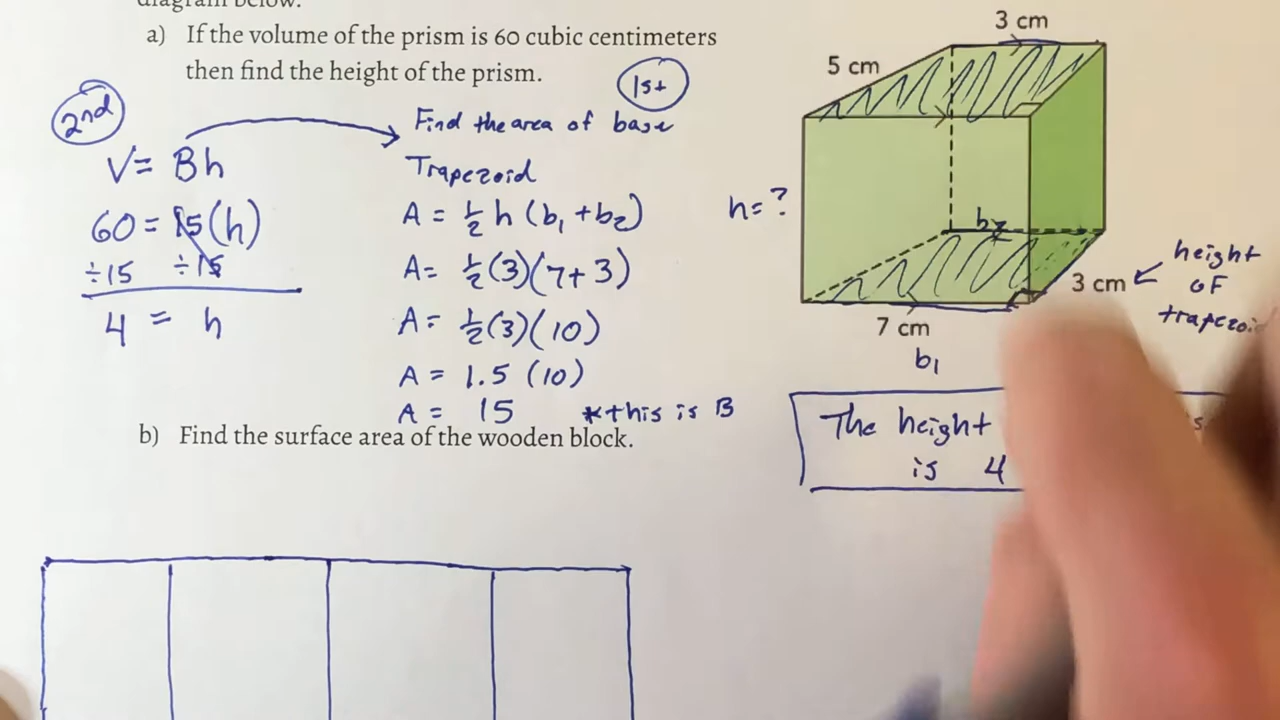 diagram below.
a) If the volume of the prism is 60 cubic centimeters
then find the height of the prism.
2nd
1st
V = Bh
Find the area of base
60 = 15(h)
÷15 ÷15
4 = h
Trapezoid
A = ½ h (b₁ + b₂)
A = ½(3)(7+3)
A = ½(3)(10)
A = 1.5 (10)
A = 15 *this is B
3 cm
5 cm
h = ?
b₂
3 cm
height
OF
7 cm
b₁
The height
is 4
b) Find the surface area of the wooden block.